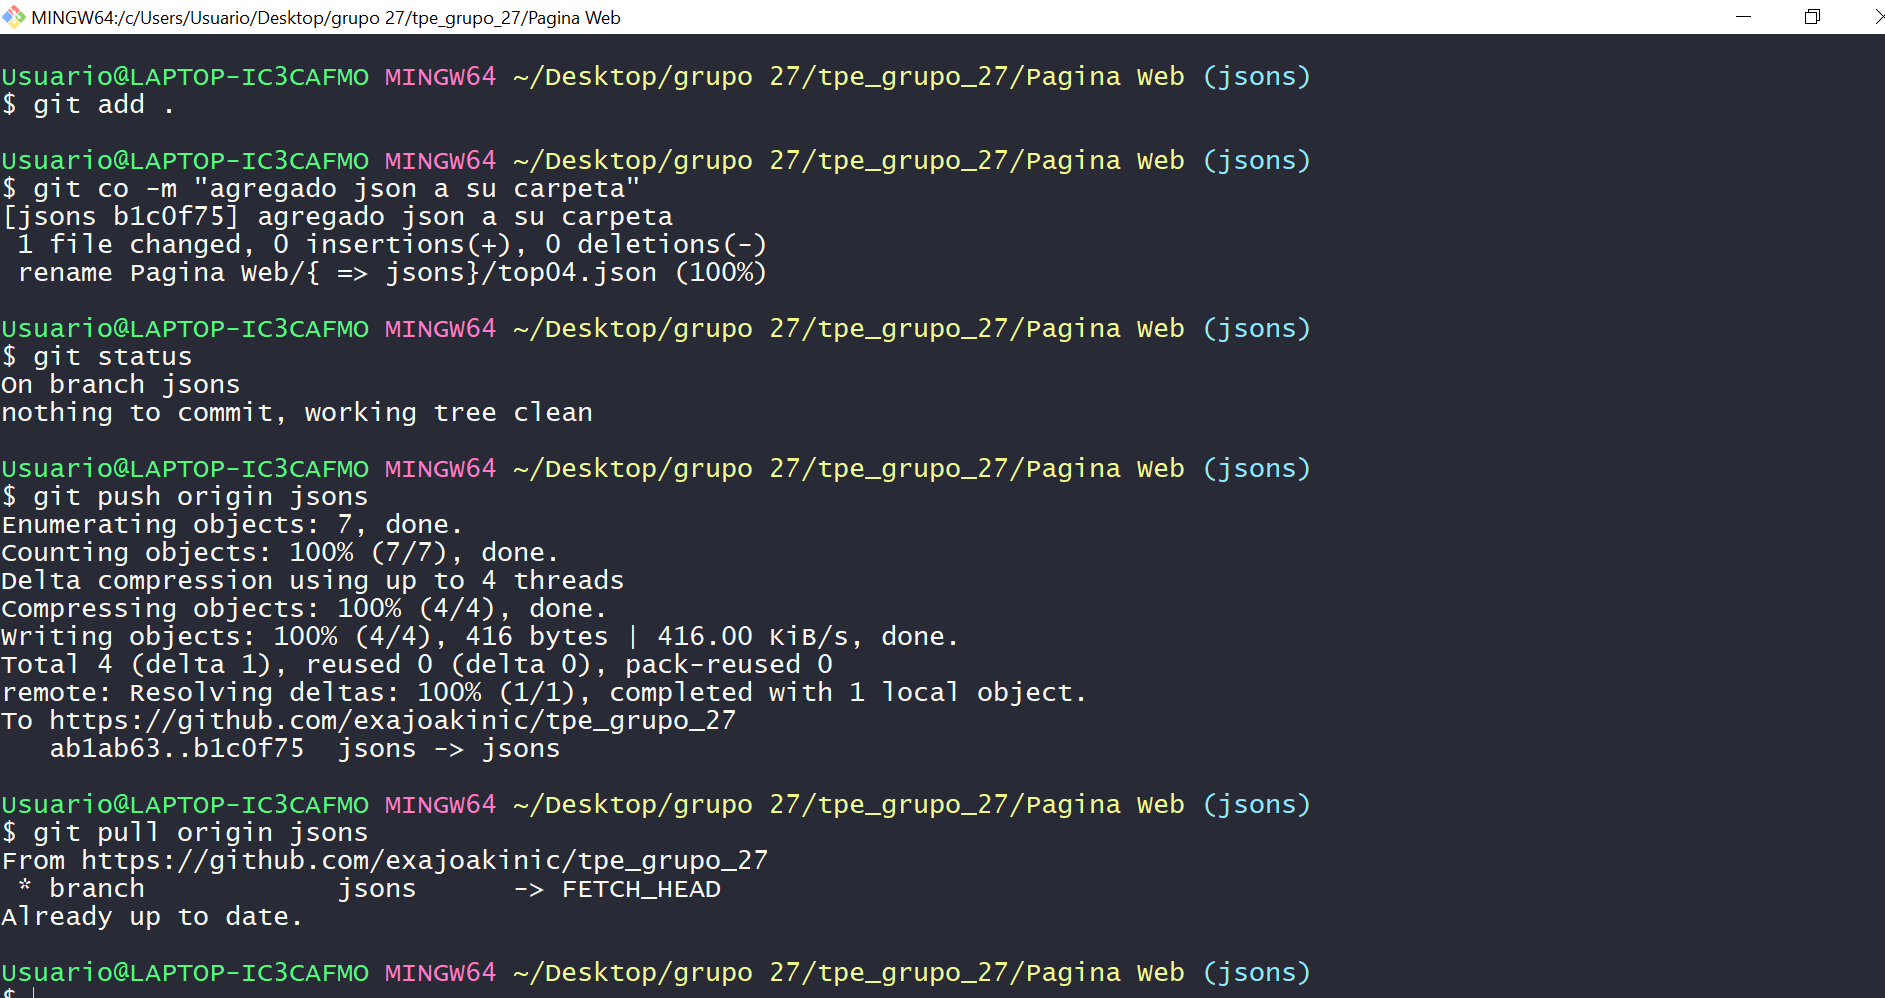 MINGW64:/c/Users/Usuario/Desktop/grupo 27/tpe_grupo_27/Pagina Web
Usuario@LAPTOP-IC3CAFMO MINGW64 ~/Desktop/grupo 27/tpe_grupo_27/Pagina Web (jsons)
$ git add .
Usuario@LAPTOP-IC3CAFMO MINGW64 ~/Desktop/grupo 27/tpe_grupo_27/Pagina Web (jsons)
$ git co -m "agregado json a su carpeta"
[jsons b1c0f75] agregado json a su carpeta
 1 file changed, 0 insertions(+), 0 deletions(-)
 rename Pagina Web/{ => jsons}/top04.json (100%)
Usuario@LAPTOP-IC3CAFMO MINGW64 ~/Desktop/grupo 27/tpe_grupo_27/Pagina Web (jsons)
$ git status
On branch jsons
nothing to commit, working tree clean
Usuario@LAPTOP-IC3CAFMO MINGW64 ~/Desktop/grupo 27/tpe_grupo_27/Pagina Web (jsons)
$ git push origin jsons
Enumerating objects: 7, done.
Counting objects: 100% (7/7), done.
Delta compression using up to 4 threads
Compressing objects: 100% (4/4), done.
Writing objects: 100% (4/4), 416 bytes | 416.00 KiB/s, done.
Total 4 (delta 1), reused 0 (delta 0), pack-reused 0
remote: Resolving deltas: 100% (1/1), completed with 1 local object.
To https://github.com/exajoakinic/tpe_grupo_27
   ab1ab63..b1c0f75  jsons -> jsons
Usuario@LAPTOP-IC3CAFMO MINGW64 ~/Desktop/grupo 27/tpe_grupo_27/Pagina Web (jsons)
$ git pull origin jsons
From https://github.com/exajoakinic/tpe_grupo_27
 * branch            jsons      -> FETCH_HEAD
Already up to date.
Usuario@LAPTOP-IC3CAFMO MINGW64 ~/Desktop/grupo 27/tpe_grupo_27/Pagina Web (jsons)
$